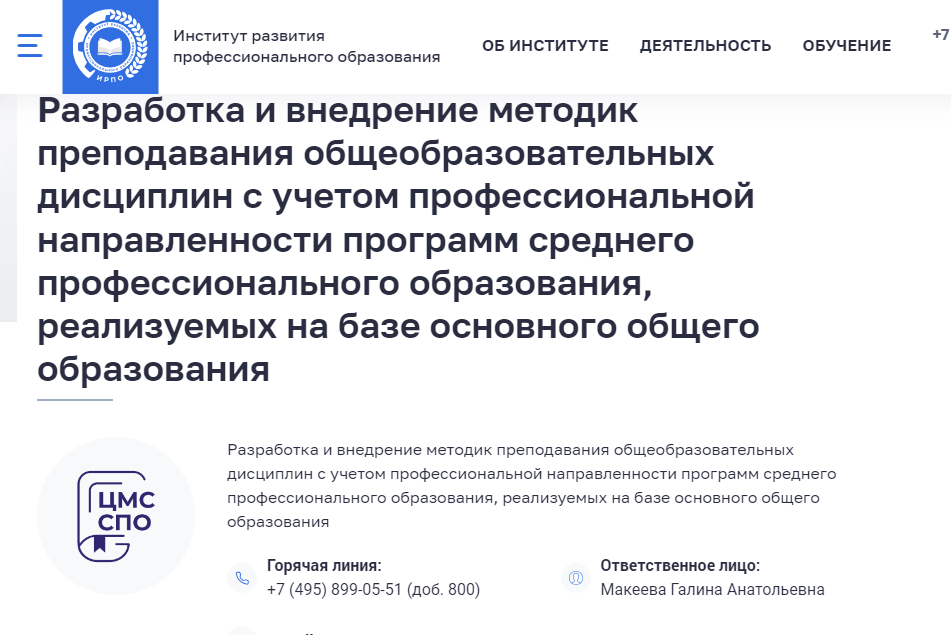 Институт развития
профессионального образования
ОБ ИНСТИТУТЕ
ДЕЯТЕЛЬНОСТЬ
ОБУЧЕНИЕ
+7
ИРПО
Разработка и внедрение методик
преподавания общеобразовательных
дисциплин с учетом профессиональной
направленности программ среднего
профессионального образования,
реализуемых на базе основного общего
образования
ЦМС
СПО
Разработка и внедрение методик преподавания общеобразовательных
дисциплин с учетом профессиональной направленности программ среднего
профессионального образования, реализуемых на базе основного общего
образования
Горячая линия:
+7 (495) 899-05-51 (доб. 800)
Ответственное лицо:
Макеева Галина Анатольевна